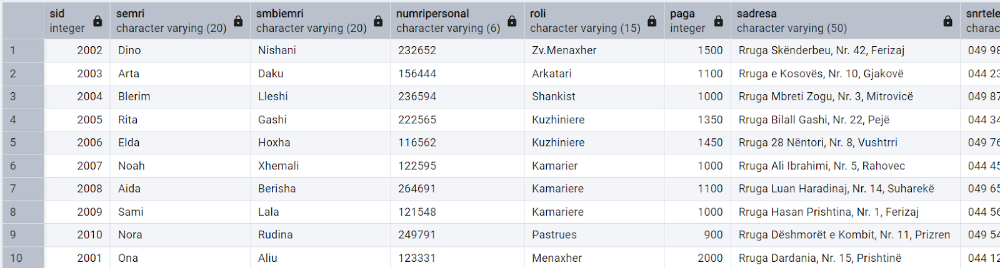 sid semri smbiemri numripersonal roli paga sadresa snrtele
integer character varying (20) character varying (20) character varying (6) character varying (15) integer character varying (50) charac
1 2002 Dino Nishani 232652 Zv.Menaxher 1500 Rruga Skënderbeu, Nr. 42, Ferizaj 049 98
2 2003 Arta Daku 156444 Arkatari 1100 Rruga e Kosovës, Nr. 10, Gjakovë 044 23
3 2004 Blerim Lleshi 236594 Shankist 1000 Rruga Mbreti Zogu, Nr. 3, Mitrovicë 049 87
4 2005 Rita Gashi 222565 Kuzhiniere 1350 Rruga Bilall Gashi, Nr. 22, Pejë 044 34
5 2006 Elda Hoxha 116562 Kuzhiniere 1450 Rruga 28 Nëntori, Nr. 8, Vushtrri 049 76
6 2007 Noah Xhemali 122595 Kamarier 1000 Rruga Ali Ibrahimi, Nr. 5, Rahovec 044 45
7 2008 Aida Berisha 264691 Kamariere 1100 Rruga Luan Haradinaj, Nr. 14, Suharekë 049 65
8 2009 Sami Lala 121548 Kamariere 1000 Rruga Hasan Prishtina, Nr. 1, Ferizaj 044 56
9 2010 Nora Rudina 249791 Pastrues 900 Rruga Dëshmorët e Kombit, Nr. 11, Prizren 049 54
10 2001 Ona Aliu 123331 Menaxher 2000 Rruga Dardania, Nr. 15, Prishtinë 044 12